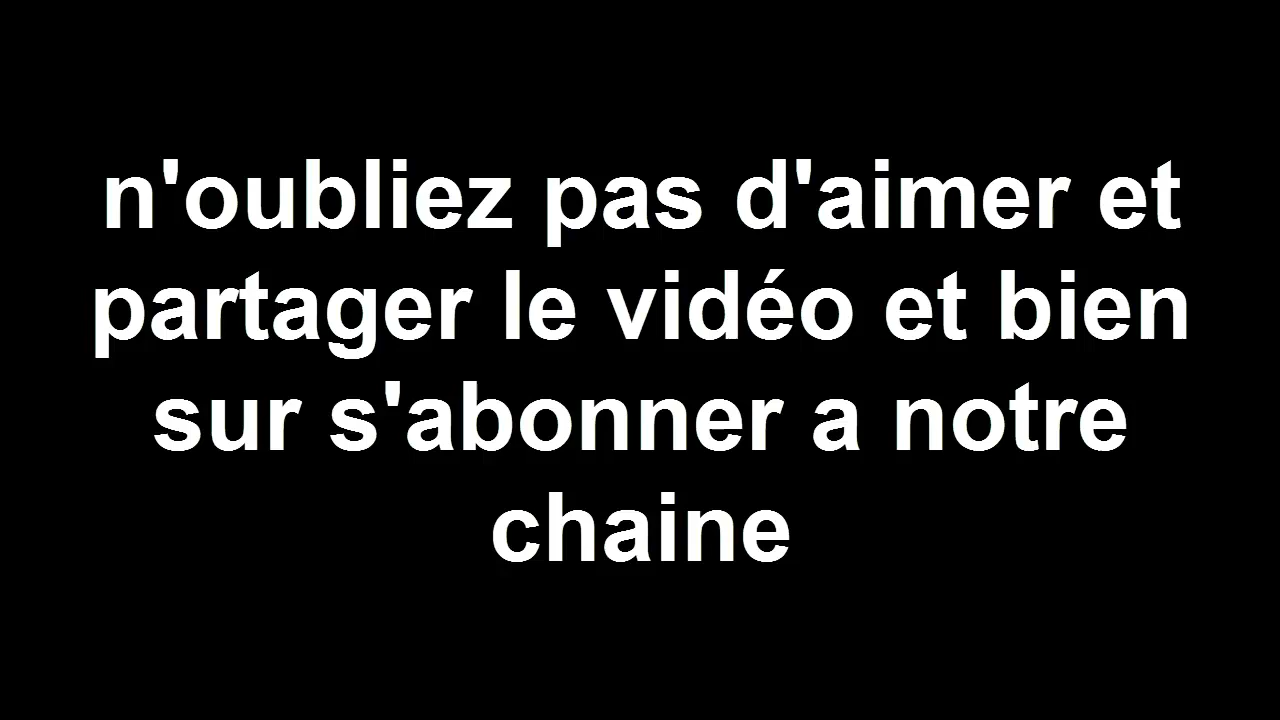 n'oubliez pas d'aimer et
partager le vidéo et bien
sur s'abonner a notre
chaine